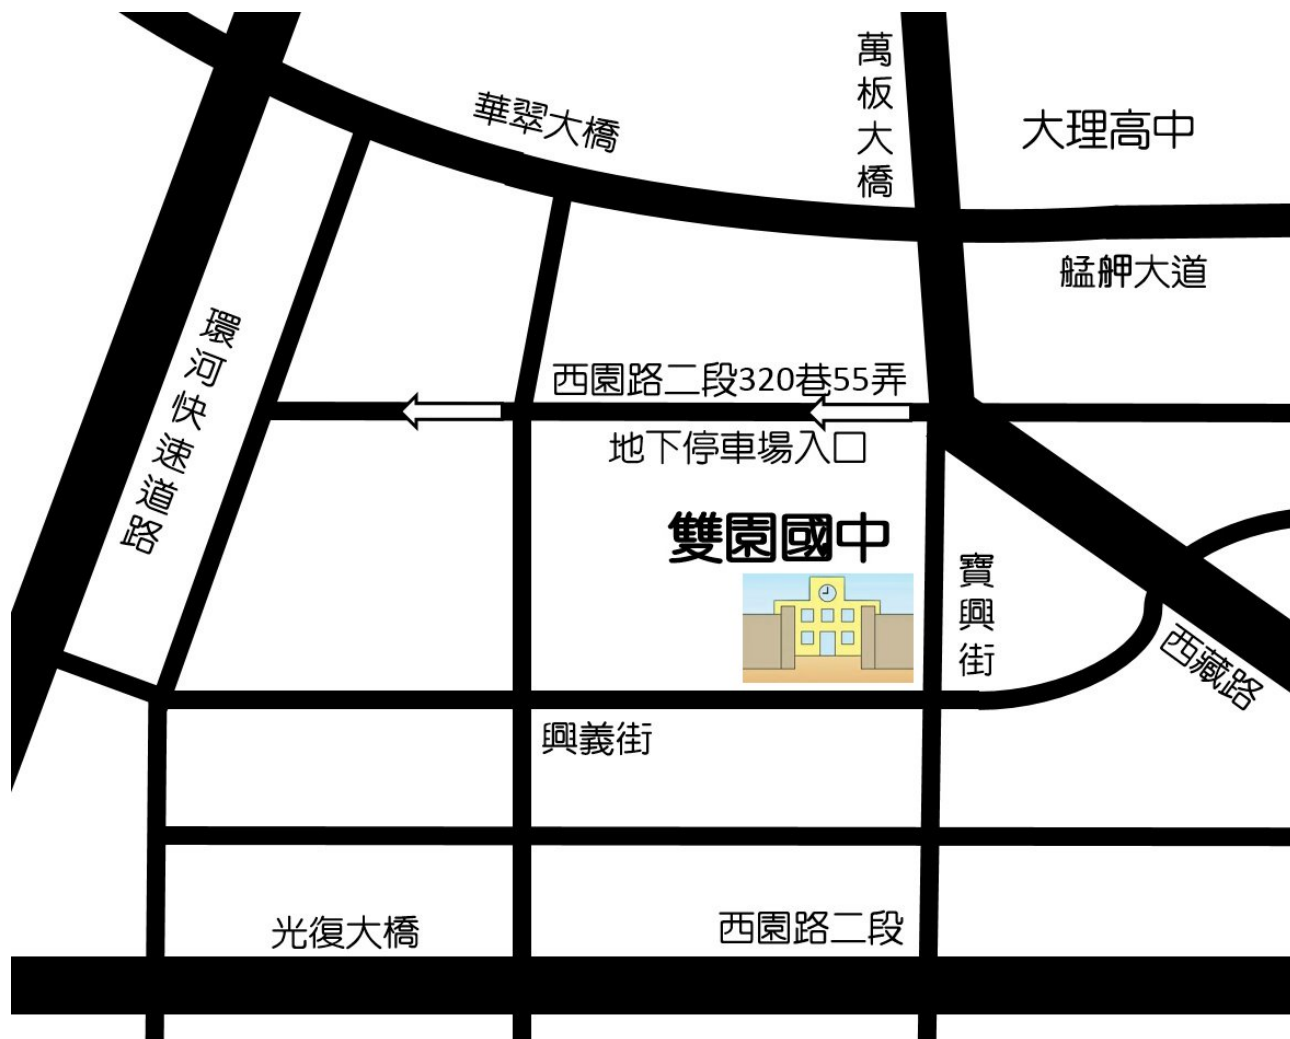 萬板大橋
華翠大橋
大理高中
艋舺大道
環河快速道路
西園路二段320巷55弄
地下停車場入口
雙園國中
寶興街
西藏路
興義街
光復大橋
西園路二段